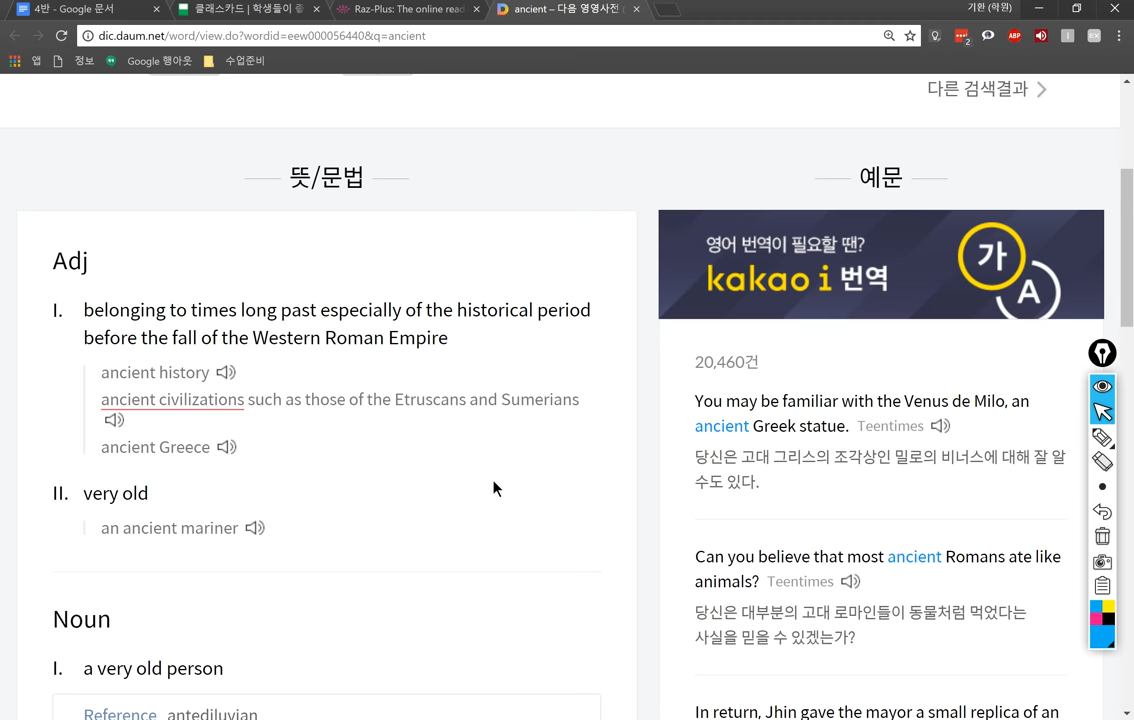 4반 - Google 문서
클래스카드 | 학생들이 좋
Raz-Plus: The online read
ancient – 다음 영영사전
기환 (학원)
dic.daum.net/word/view.do?wordid=eew000056440&q=ancient
2
ABP
앱
정보
Google 행아웃
수업준비
다른 검색결과
뜻/문법
예문
Adj
I. belonging to times long past especially of the historical period
before the fall of the Western Roman Empire
ancient history
ancient civilizations such as those of the Etruscans and Sumerians
ancient Greece
II. very old
an ancient mariner
Noun
I. a very old person
Reference antediluvian
영어 번역이 필요할 땐?
kakao i 번역
가
A
20,460건
You may be familiar with the Venus de Milo, an
ancient Greek statue. Teentimes
당신은 고대 그리스의 조각상인 밀로의 비너스에 대해 잘 알
수도 있다.
Can you believe that most ancient Romans ate like
animals? Teentimes
당신은 대부분의 고대 로마인들이 동물처럼 먹었다는
사실을 믿을 수 있겠는가?
In return, Jhin gave the mayor a small replica of an